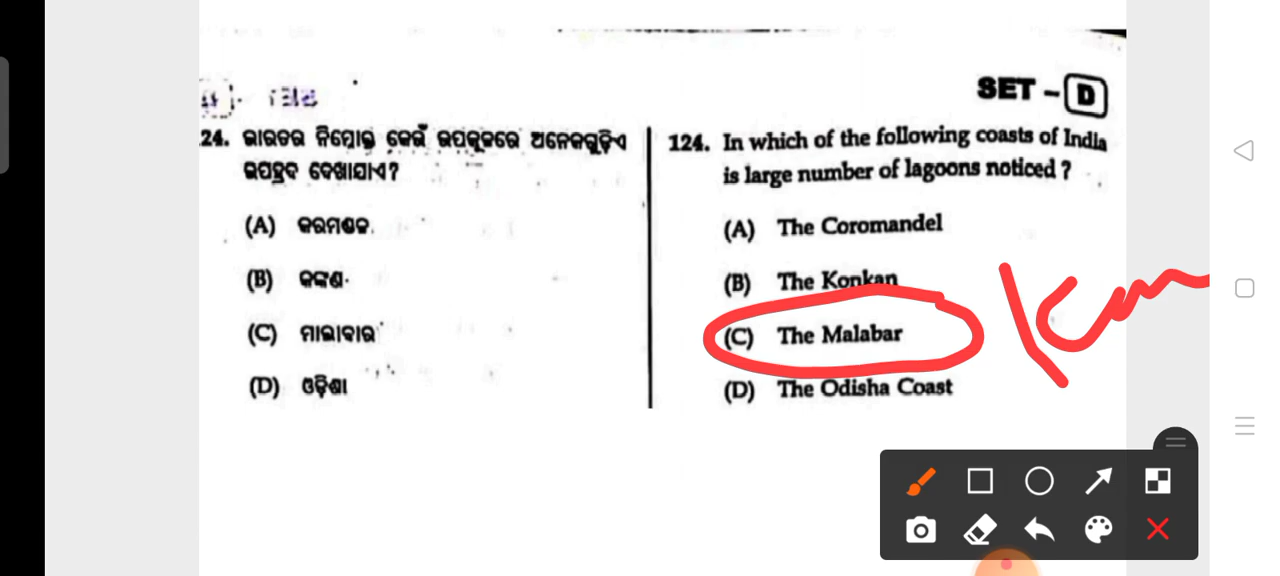 SET - D
24. ଭାରତର ନିମ୍ନୋକ୍ତ କେଉଁ ଉପକୂଳରେ ଅନେକଗୁଡ଼ିଏ
ଉପହ୍ରଦ ଦେଖାଯାଏ?
(A) କରମଣ୍ଡଳ
(B) କଙ୍କଣ
(C) ମାଲାବାର
(D) ଓଡ଼ିଶା
124. In which of the following coasts of India
is large number of lagoons noticed ?
(A) The Coromandel
(B) The Konkan
(C) The Malabar
(D) The Odisha Coast